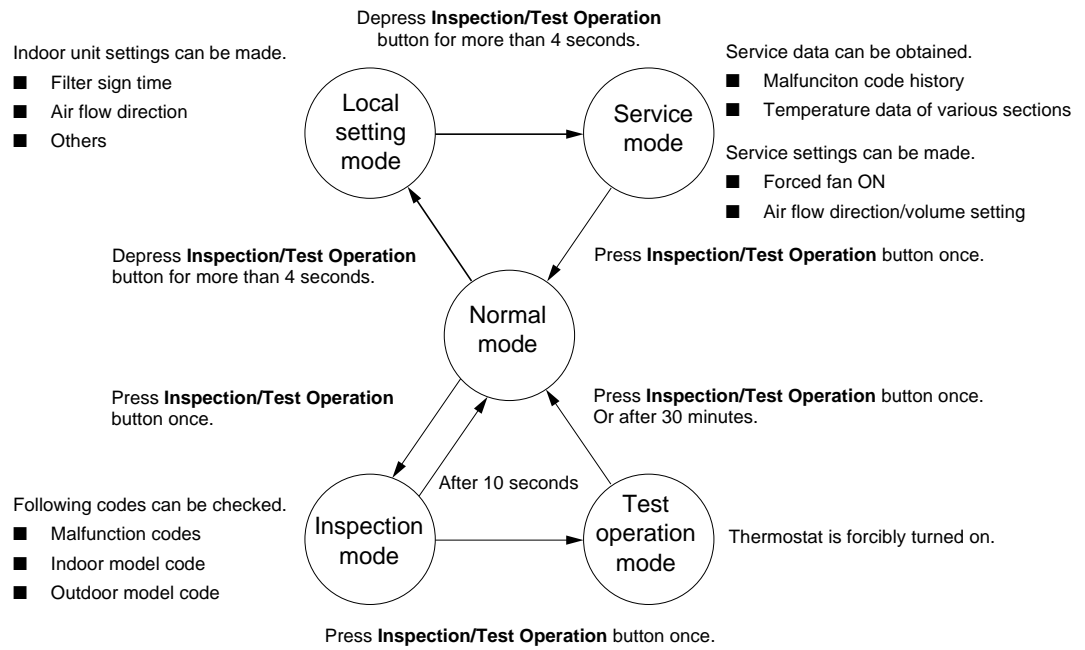 Depress Inspection/Test Operation
button for more than 4 seconds.
Indoor unit settings can be made.
■ Filter sign time
■ Air flow direction
■ Others
Local
setting
mode
Service
mode
Service data can be obtained.
■ Malfunciton code history
■ Temperature data of various sections
Service settings can be made.
■ Forced fan ON
■ Air flow direction/volume setting
Depress Inspection/Test Operation
button for more than 4 seconds.
Press Inspection/Test Operation button once.
Normal
mode
Press Inspection/Test Operation
button once.
Press Inspection/Test Operation button once.
Or after 30 minutes.
After 10 seconds
Following codes can be checked.
■ Malfunction codes
■ Indoor model code
■ Outdoor model code
Inspection
mode
Test
operation
mode
Thermostat is forcibly turned on.
Press Inspection/Test Operation button once.